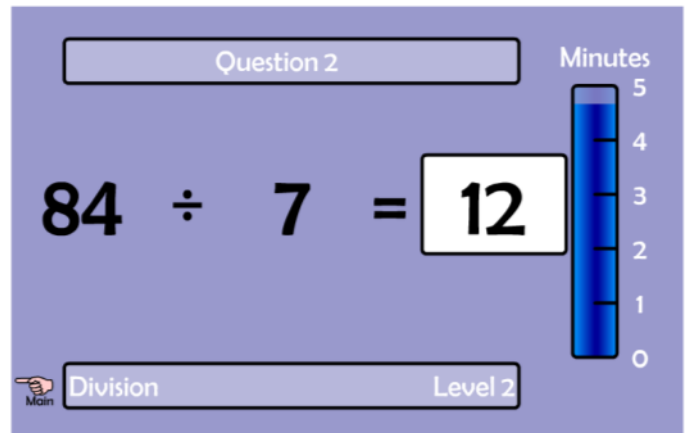 Question 2
Minutes
5
4
3
2
1
0
84 ÷ 7 = 12
Main
Division Level 2